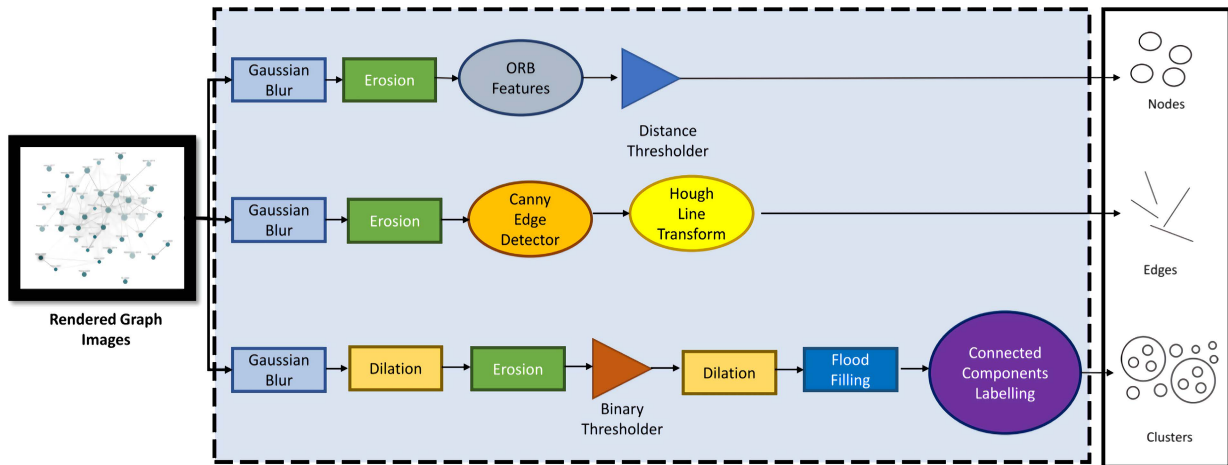 Gaussian
Blur
Erosion
ORB
Features
Distance
Thresholder
Nodes
Gaussian
Blur
Erosion
Canny
Edge
Detector
Hough
Line
Transform
Edges
Rendered Graph
Images
Gaussian
Blur
Dilation
Erosion
Binary
Thresholder
Dilation
Flood
Filling
Connected
Components
Labelling
Clusters